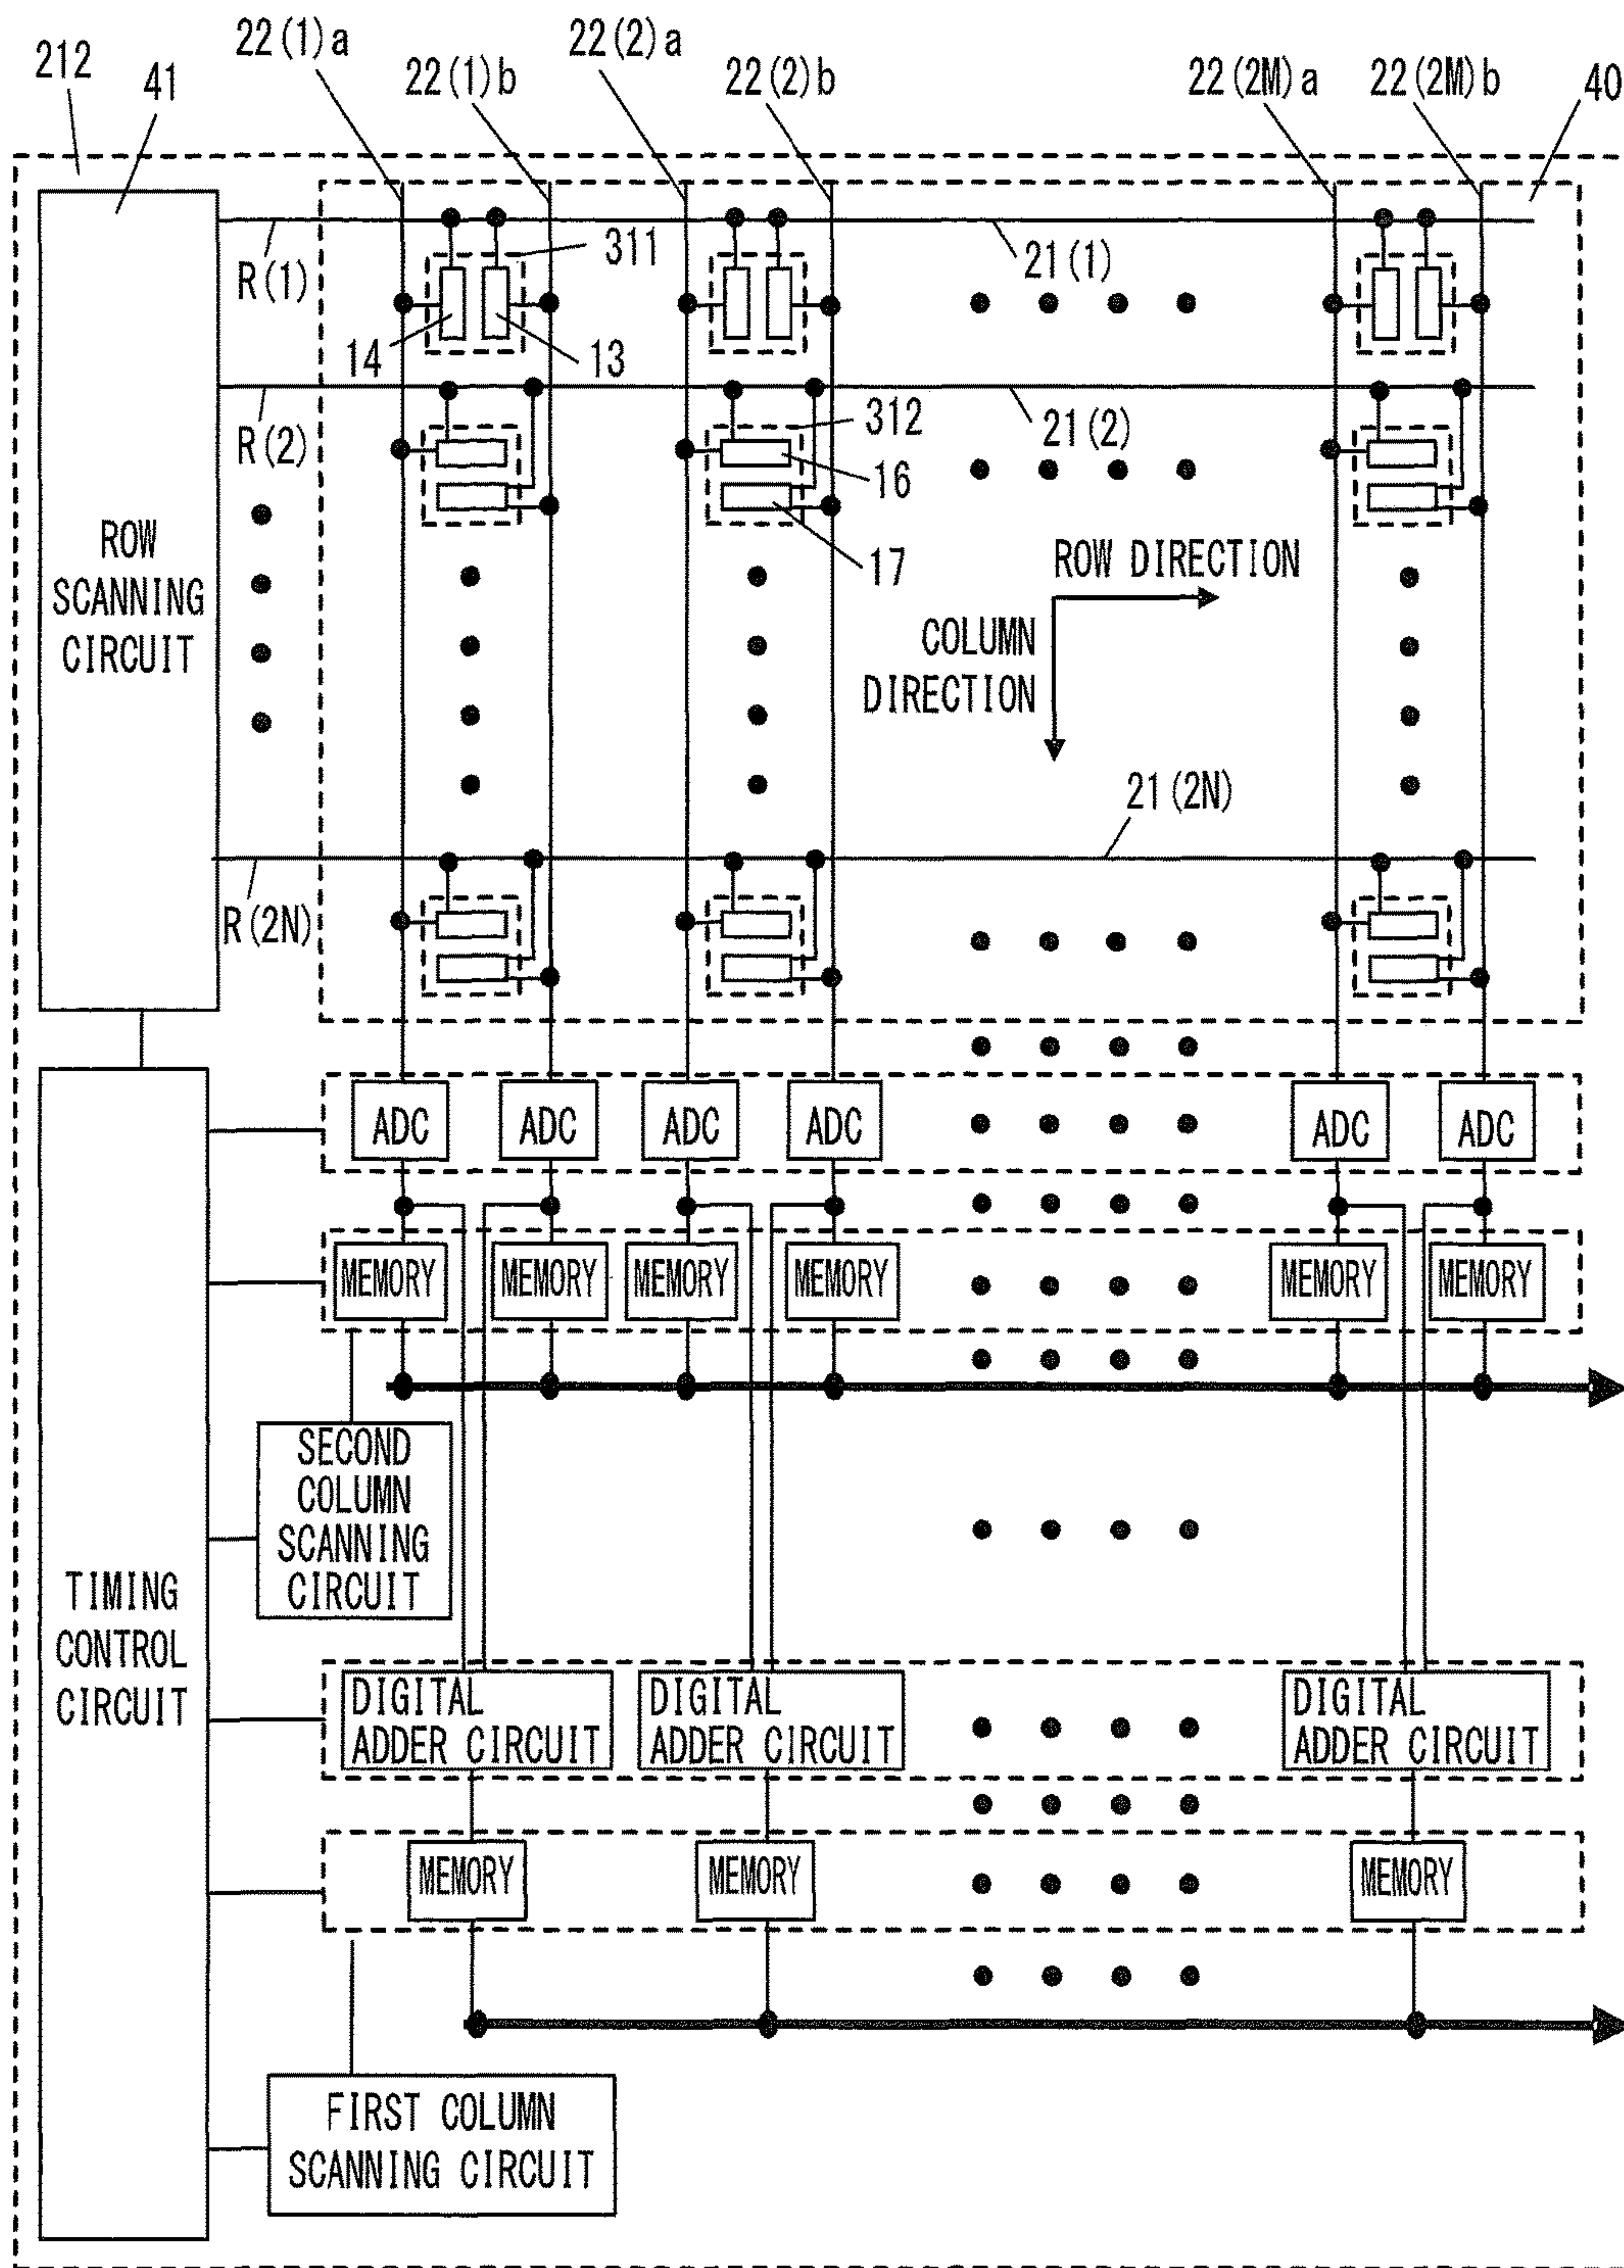 212
41
22(1)a
22(1)b
22(2)a
22(2)b
22(2M)a
22(2M)b
40
R(1)
311
21(1)
14
13
R(2)
312
21(2)
16
17
ROW
SCANNING
CIRCUIT
ROW DIRECTION
COLUMN
DIRECTION
21(2N)
R(2N)
ADC
ADC
ADC
ADC
ADC
ADC
MEMORY
MEMORY
MEMORY
MEMORY
MEMORY
MEMORY
SECOND
COLUMN
SCANNING
CIRCUIT
TIMING
CONTROL
CIRCUIT
DIGITAL
ADDER CIRCUIT
DIGITAL
ADDER CIRCUIT
DIGITAL
ADDER CIRCUIT
MEMORY
MEMORY
MEMORY
FIRST COLUMN
SCANNING CIRCUIT